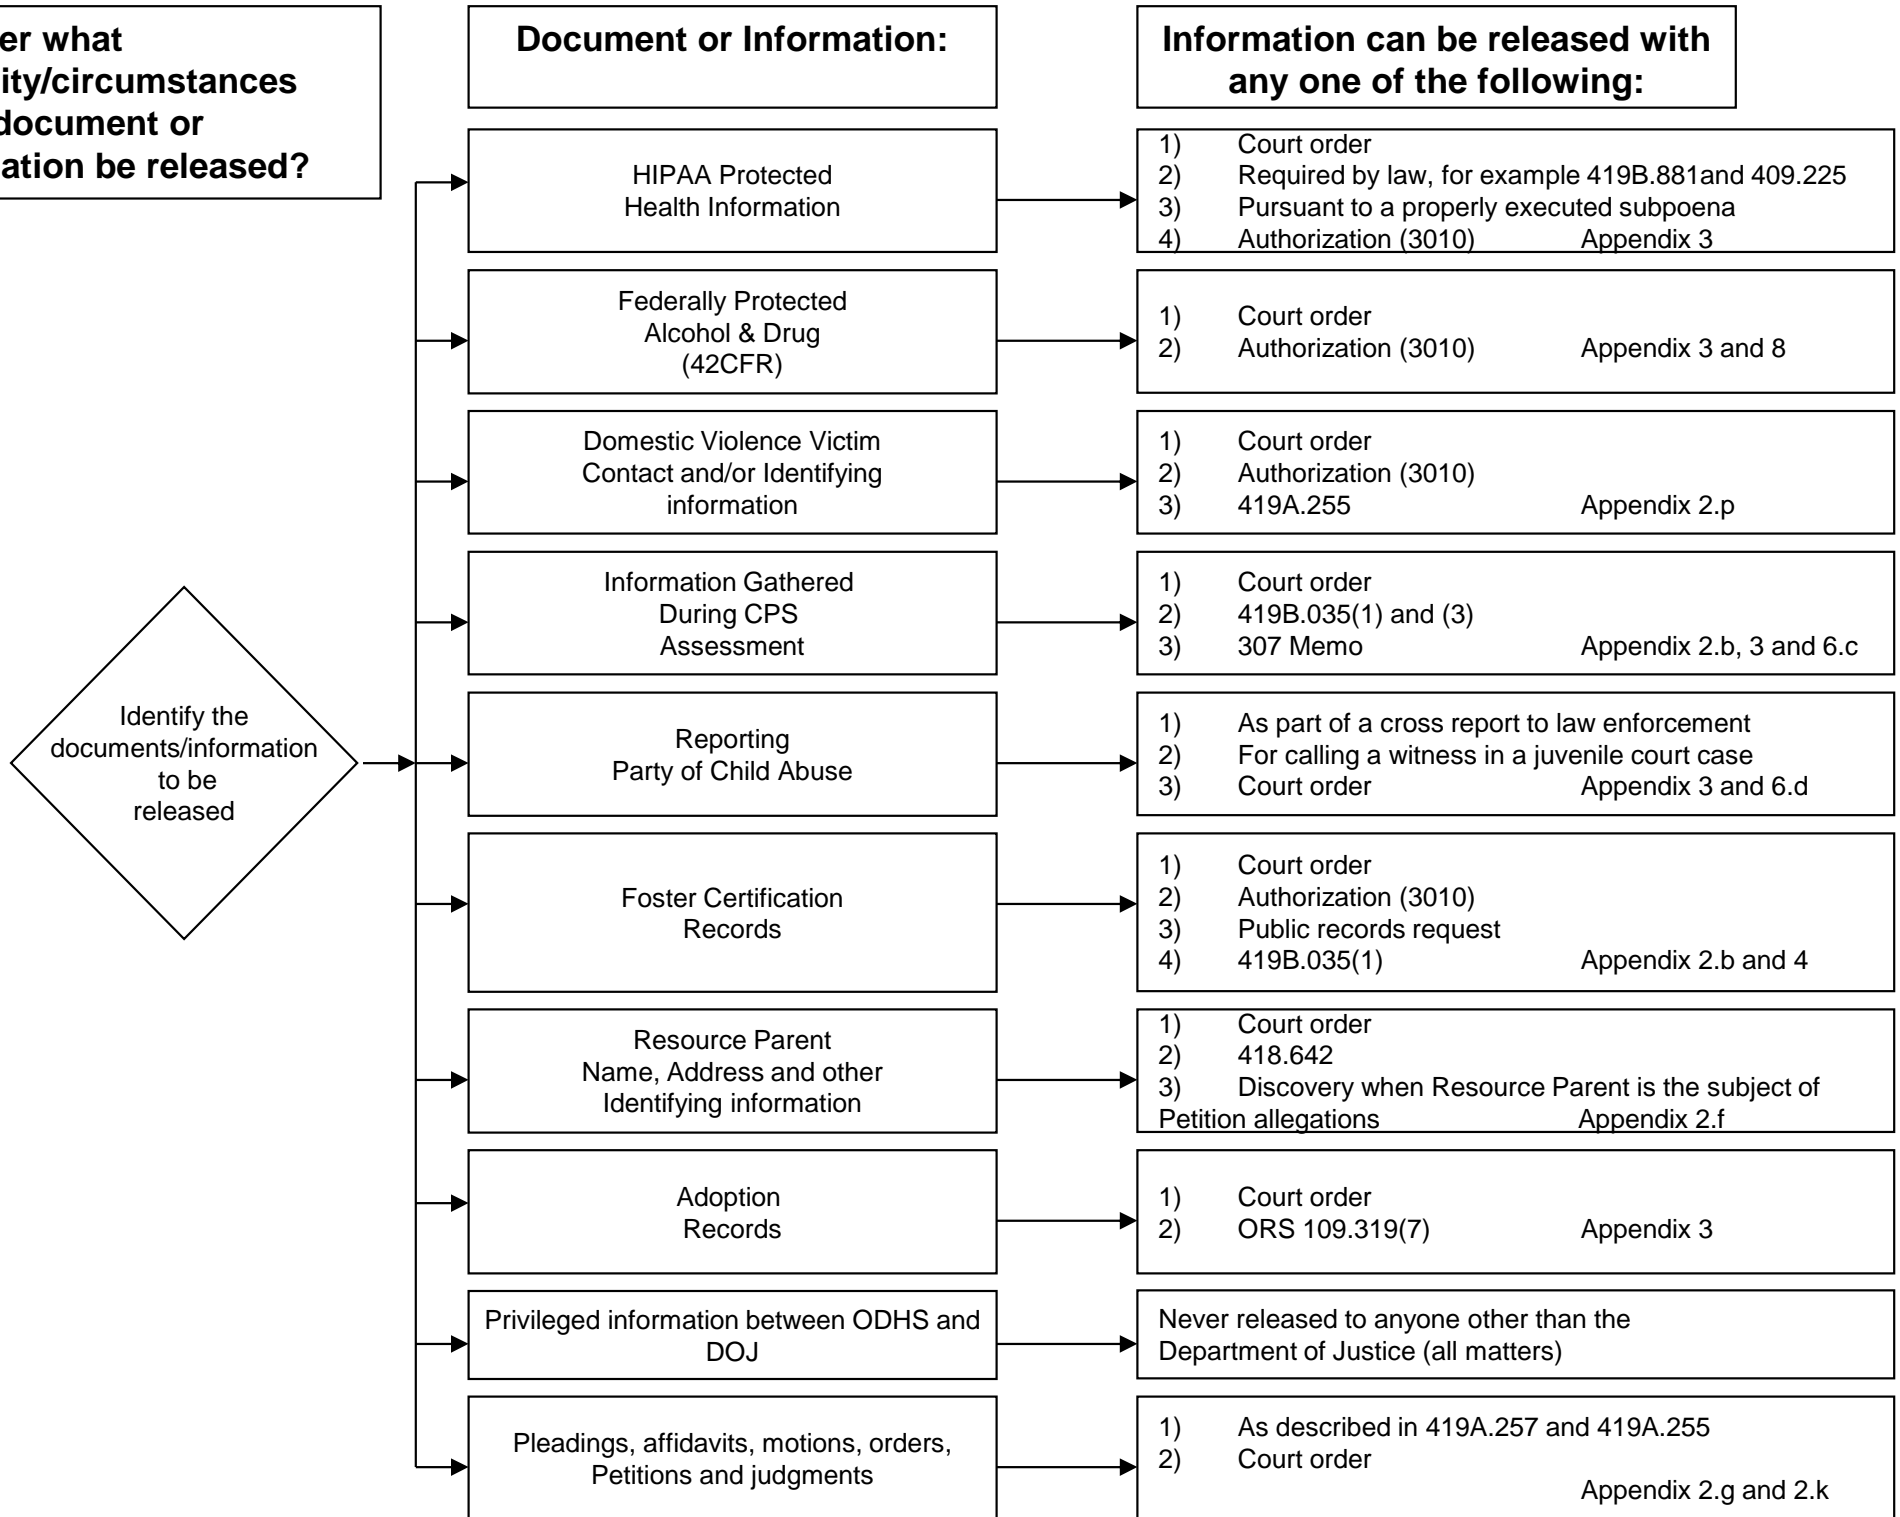 er what
ity/circumstances
document or
ation be released?
Document or Information:
Information can be released with
any one of the following:
Identify the
documents/information
to be
released
HIPAA Protected
Health Information
1) Court order
2) Required by law, for example 419B.881and 409.225
3) Pursuant to a properly executed subpoena
4) Authorization (3010) Appendix 3
Federally Protected
Alcohol & Drug
(42CFR)
1) Court order
2) Authorization (3010) Appendix 3 and 8
Domestic Violence Victim
Contact and/or Identifying
information
1) Court order
2) Authorization (3010)
3) 419A.255 Appendix 2.p
Information Gathered
During CPS
Assessment
1) Court order
2) 419B.035(1) and (3)
3) 307 Memo Appendix 2.b, 3 and 6.c
Reporting
Party of Child Abuse
1) As part of a cross report to law enforcement
2) For calling a witness in a juvenile court case
3) Court order Appendix 3 and 6.d
Foster Certification
Records
1) Court order
2) Authorization (3010)
3) Public records request
4) 419B.035(1) Appendix 2.b and 4
Resource Parent
Name, Address and other
Identifying information
1) Court order
2) 418.642
3) Discovery when Resource Parent is the subject of
Petition allegations Appendix 2.f
Adoption
Records
1) Court order
2) ORS 109.319(7) Appendix 3
Privileged information between ODHS and
DOJ
Never released to anyone other than the
Department of Justice (all matters)
Pleadings, affidavits, motions, orders,
Petitions and judgments
1) As described in 419A.257 and 419A.255
2) Court order
Appendix 2.g and 2.k